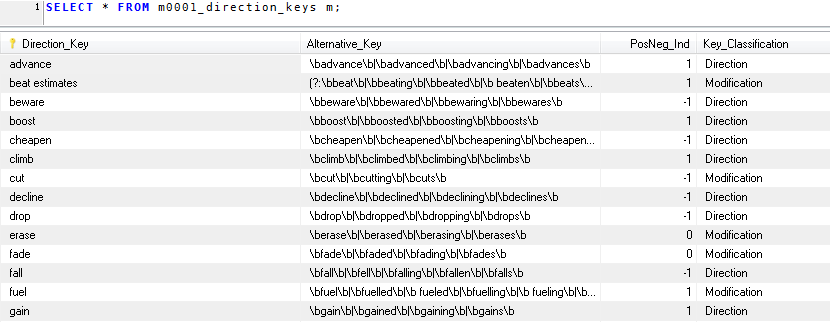 1 SELECT * FROM m0001_direction_keys m;
Direction_Key Alternative_Key PosNeg_Ind Key_Classification
advance \badvance\b|\badvanced\b|\badvancing\b|\badvances\b 1 Direction
beat estimates (?:\bbeat\b|\bbeating\b|\bbeated\b|\b beaten\b|\bbeats\... 1 Modification
beware \bbeware\b|\bbewared\b|\bbewaring\b|\bbewares\b -1 Direction
boost \bboost\b|\bboosted\b|\bboosting\b|\bboosts\b 1 Direction
cheapen \bcheapen\b|\bcheapened\b|\bcheapening\b|\bcheapen... -1 Direction
climb \bclimb\b|\bclimbed\b|\bclimbing\b|\bclimbs\b 1 Direction
cut \bcut\b|\bcutting\b|\bcuts\b -1 Modification
decline \bdecline\b|\bdeclined\b|\bdeclining\b|\bdeclines\b -1 Direction
drop \bdrop\b|\bdropped\b|\bdropping\b|\bdrops\b -1 Direction
erase \berase\b|\berased\b|\berasing\b|\berases\b 0 Modification
fade \bfade\b|\bfaded\b|\bfading\b|\bfades\b 0 Modification
fall \bfall\b|\bfell\b|\bfalling\b|\bfallen\b|\bfalls\b -1 Direction
fuel \bfuel\b|\bfuelled\b|\b fueled\b|\bfuelling\b|\b fueling\b|\b... 1 Modification
gain \bgain\b|\bgained\b|\bgaining\b|\bgains\b 1 Direction